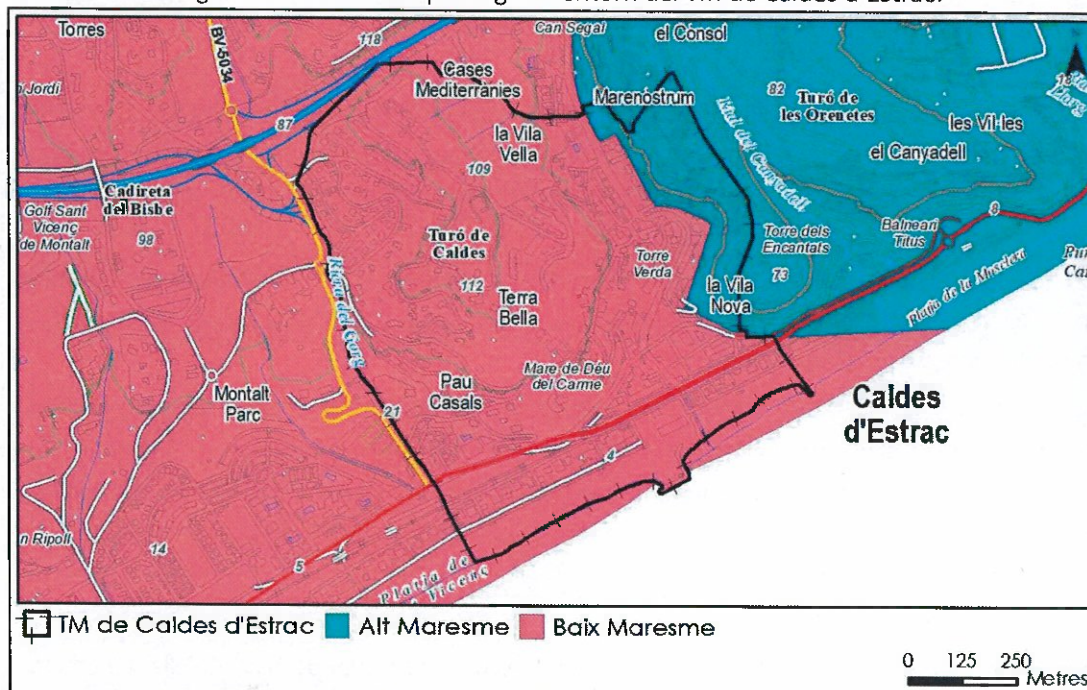 Torres
BV-5034
118
Can Segal
el Consol
Jordi
Cases
Mediterrànies
Marenostrum
82
Turó de
les Orenetes
87
la Vila
Vella
les Vil·les
el Canyadell
109
Cadireta
del Bisbe
Golf Sant
Vicenç
de Montalt
98
Turó de
Caldes
Torre dels
Encantats
73
Balneari
Titus
8
Torre
Verda
112
la Vila
Nova
Platja de la Musclera
Terra
Bella
Riera del Gorg
Mare de Déu
del Carme
Pau
Casals
Montalt
Parc
21
Caldes
d'Estrac
4
n Ripoll
14
5
Platja de
Vicenç
TM de Caldes d'Estrac
Alt Maresme
Baix Maresme
0 125 250
Metres